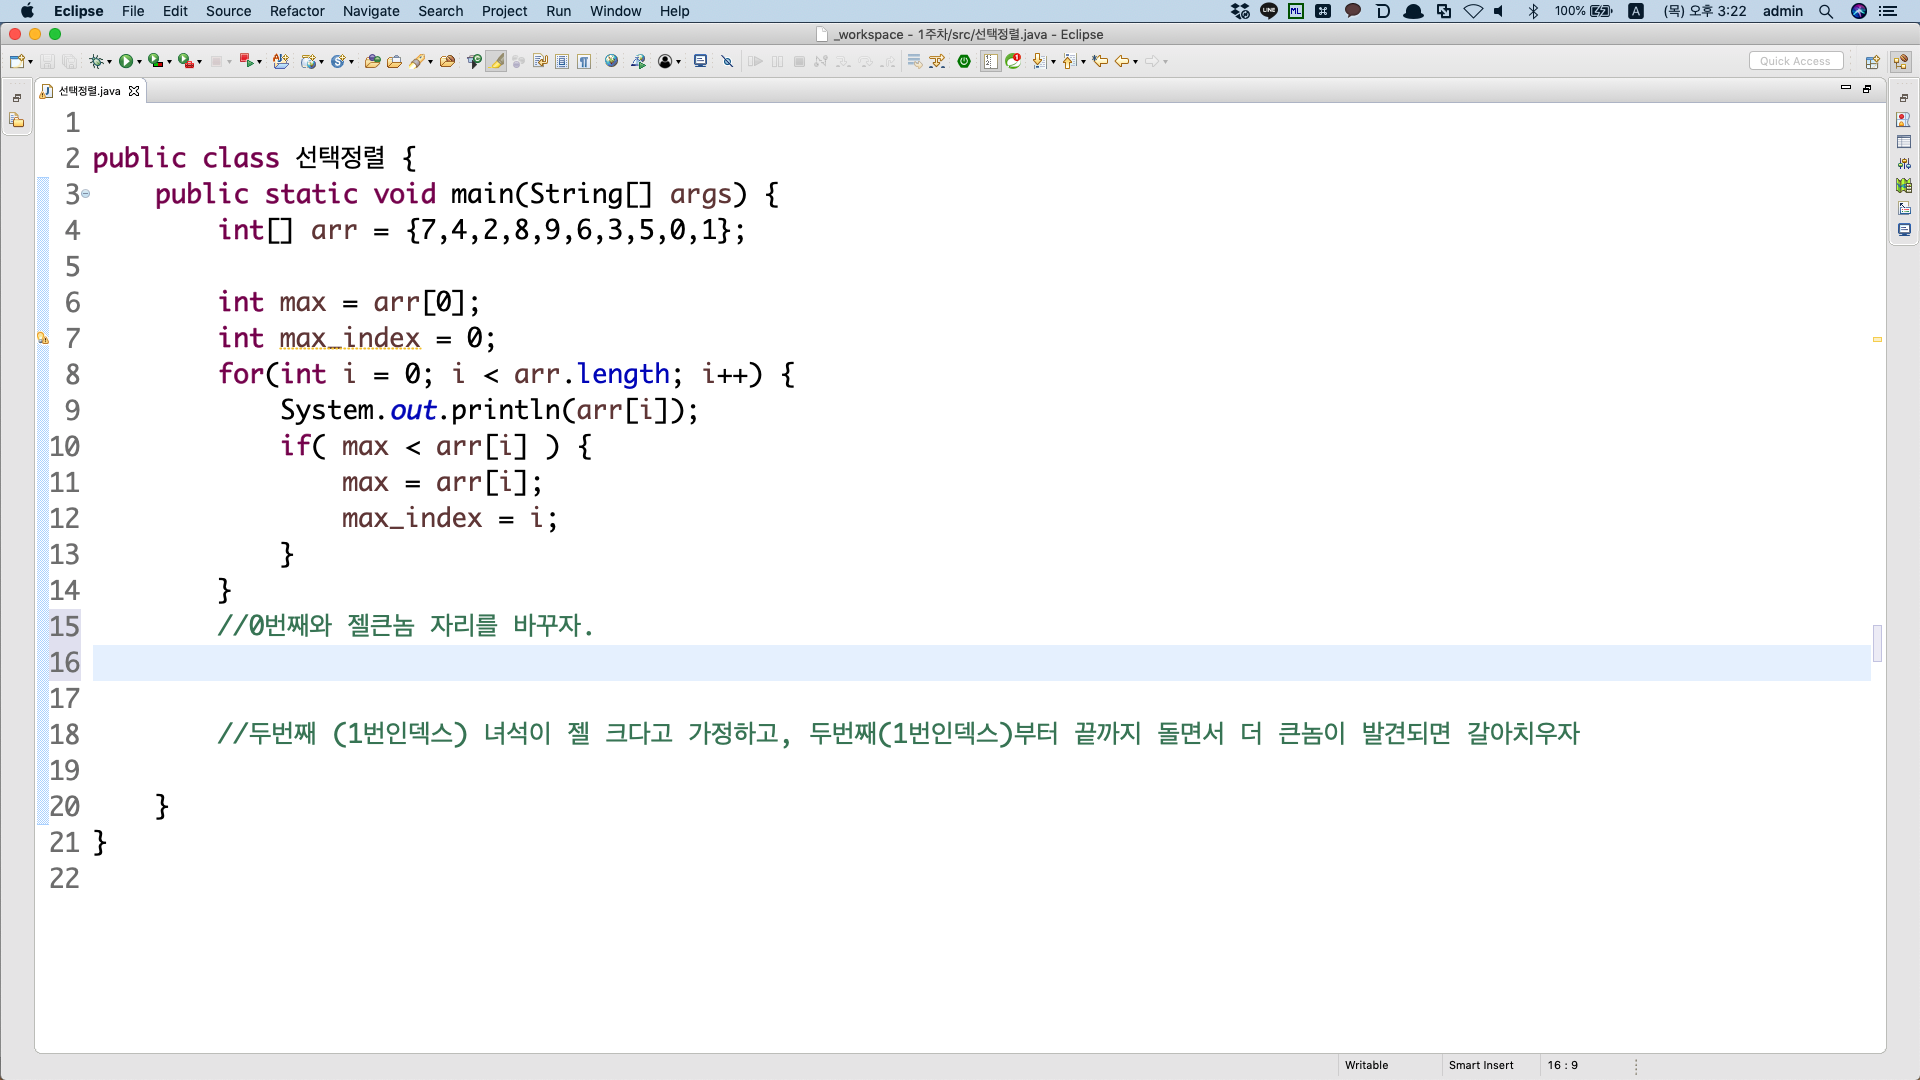 Eclipse File Edit Source Refactor Navigate Search Project Run Window Help 100% A (목) 오후 3:22 admin
_workspace - 1주차/src/선택정렬.java - Eclipse
Quick Access
선택정렬.java
1
2 public class 선택정렬 {
3 public static void main(String[] args) {
4 int[] arr = {7,4,2,8,9,6,3,5,0,1};
5
6 int max = arr[0];
7 int max_index = 0;
8 for(int i = 0; i < arr.length; i++) {
9 System.out.println(arr[i]);
10 if( max < arr[i] ) {
11 max = arr[i];
12 max_index = i;
13 }
14 }
15 //0번째와 젤큰놈 자리를 바꾸자.
16
17
18 //두번째 (1번인덱스) 녀석이 젤 크다고 가정하고, 두번째(1번인덱스)부터 끝까지 돌면서 더 큰놈이 발견되면 갈아치우자
19
20 }
21 }
22
Writable Smart Insert 16 : 9